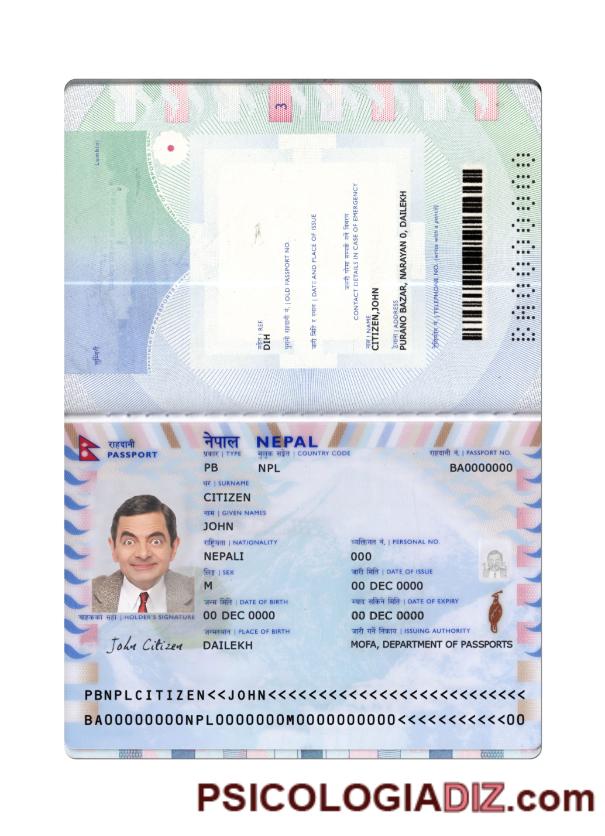 3
Lumbini
लुम्बिनी
सङ्केत | REF
DIH
पुरानो राहदानी नं. | OLD PASSPORT NO.
जारी मिति र स्थान | DATE AND PLACE OF ISSUE
CONTACT DETAILS IN CASE OF EMERGENCY
नाम | NAME
CITIZEN,JOHN
ठेगाना | ADDRESS
PURANO BAZAR, NARAYAN 0, DAILEKH
टेलिफोन नं. | TELEPHONE NO. (write with a pencil)
BA0000000
राहदानी
PASSPORT
नेपाल NEPAL
प्रकार | TYPE मुलुक सङ्केत | COUNTRY CODE राहदानी नं. | PASSPORT NO.
PB NPL BA0000000
थर | SURNAME
CITIZEN
नाम | GIVEN NAMES
JOHN
राष्ट्रियता | NATIONALITY व्यक्तिगत नं. | PERSONAL NO.
NEPALI 000
लिङ्ग | SEX जारी मिति | DATE OF ISSUE
M 00 DEC 0000
जन्म मिति | DATE OF BIRTH म्याद सकिने मिति | DATE OF EXPIRY
00 DEC 0000 00 DEC 0000
वाहकको सही | HOLDER'S SIGNATURE जन्मस्थान | PLACE OF BIRTH जारी गर्ने निकाय | ISSUING AUTHORITY
John Citizen DAILEKH MOFA, DEPARTMENT OF PASSPORTS
PBNPLCITIZEN<<JOHN<<<<<<<<<<<<<<<<<<<<<<<<<<
BA00000000NPL0000000M0000000000<<<<<<<<<<<00
PSICOLOGIADIZ.com